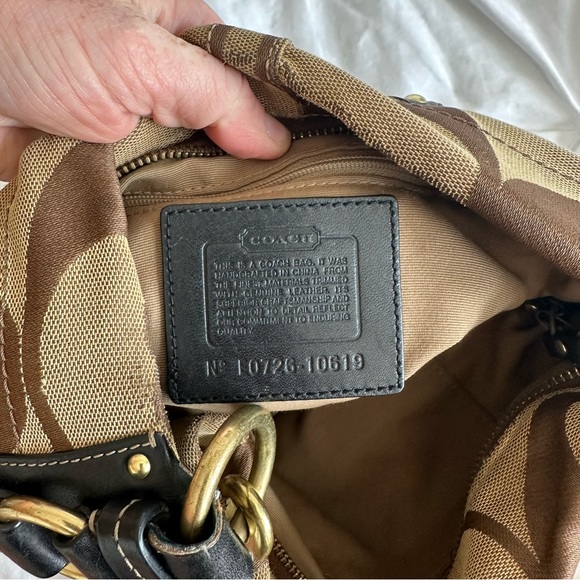 COACH
THIS IS A COACH BAG. IT WAS
HANDCRAFTED IN CHINA FROM
THE FINEST MATERIALS TRIMMED
WITH GENUINE LEATHER. ITS
SUPERIOR CRAFTSMANSHIP AND
ATTENTION TO DETAIL REFLECT
OUR COMMITMENT TO ENDURING
QUALITY.
Nº L0726-10619